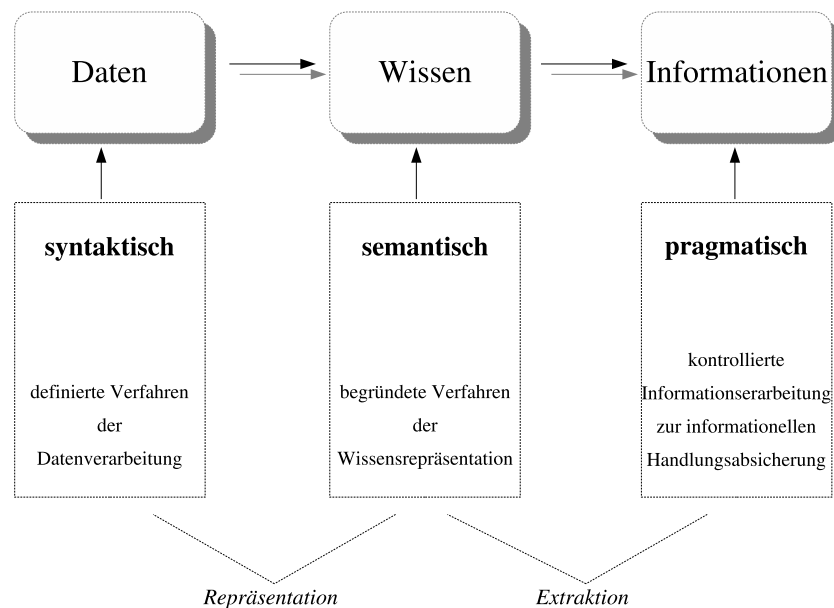 Daten
Wissen
Informationen
syntaktisch
definierte Verfahren
der
Datenverarbeitung
semantisch
begründete Verfahren
der
Wissensrepräsentation
pragmatisch
kontrollierte
Informationserarbeitung
zur informationellen
Handlungsabsicherung
Repräsentation
Extraktion